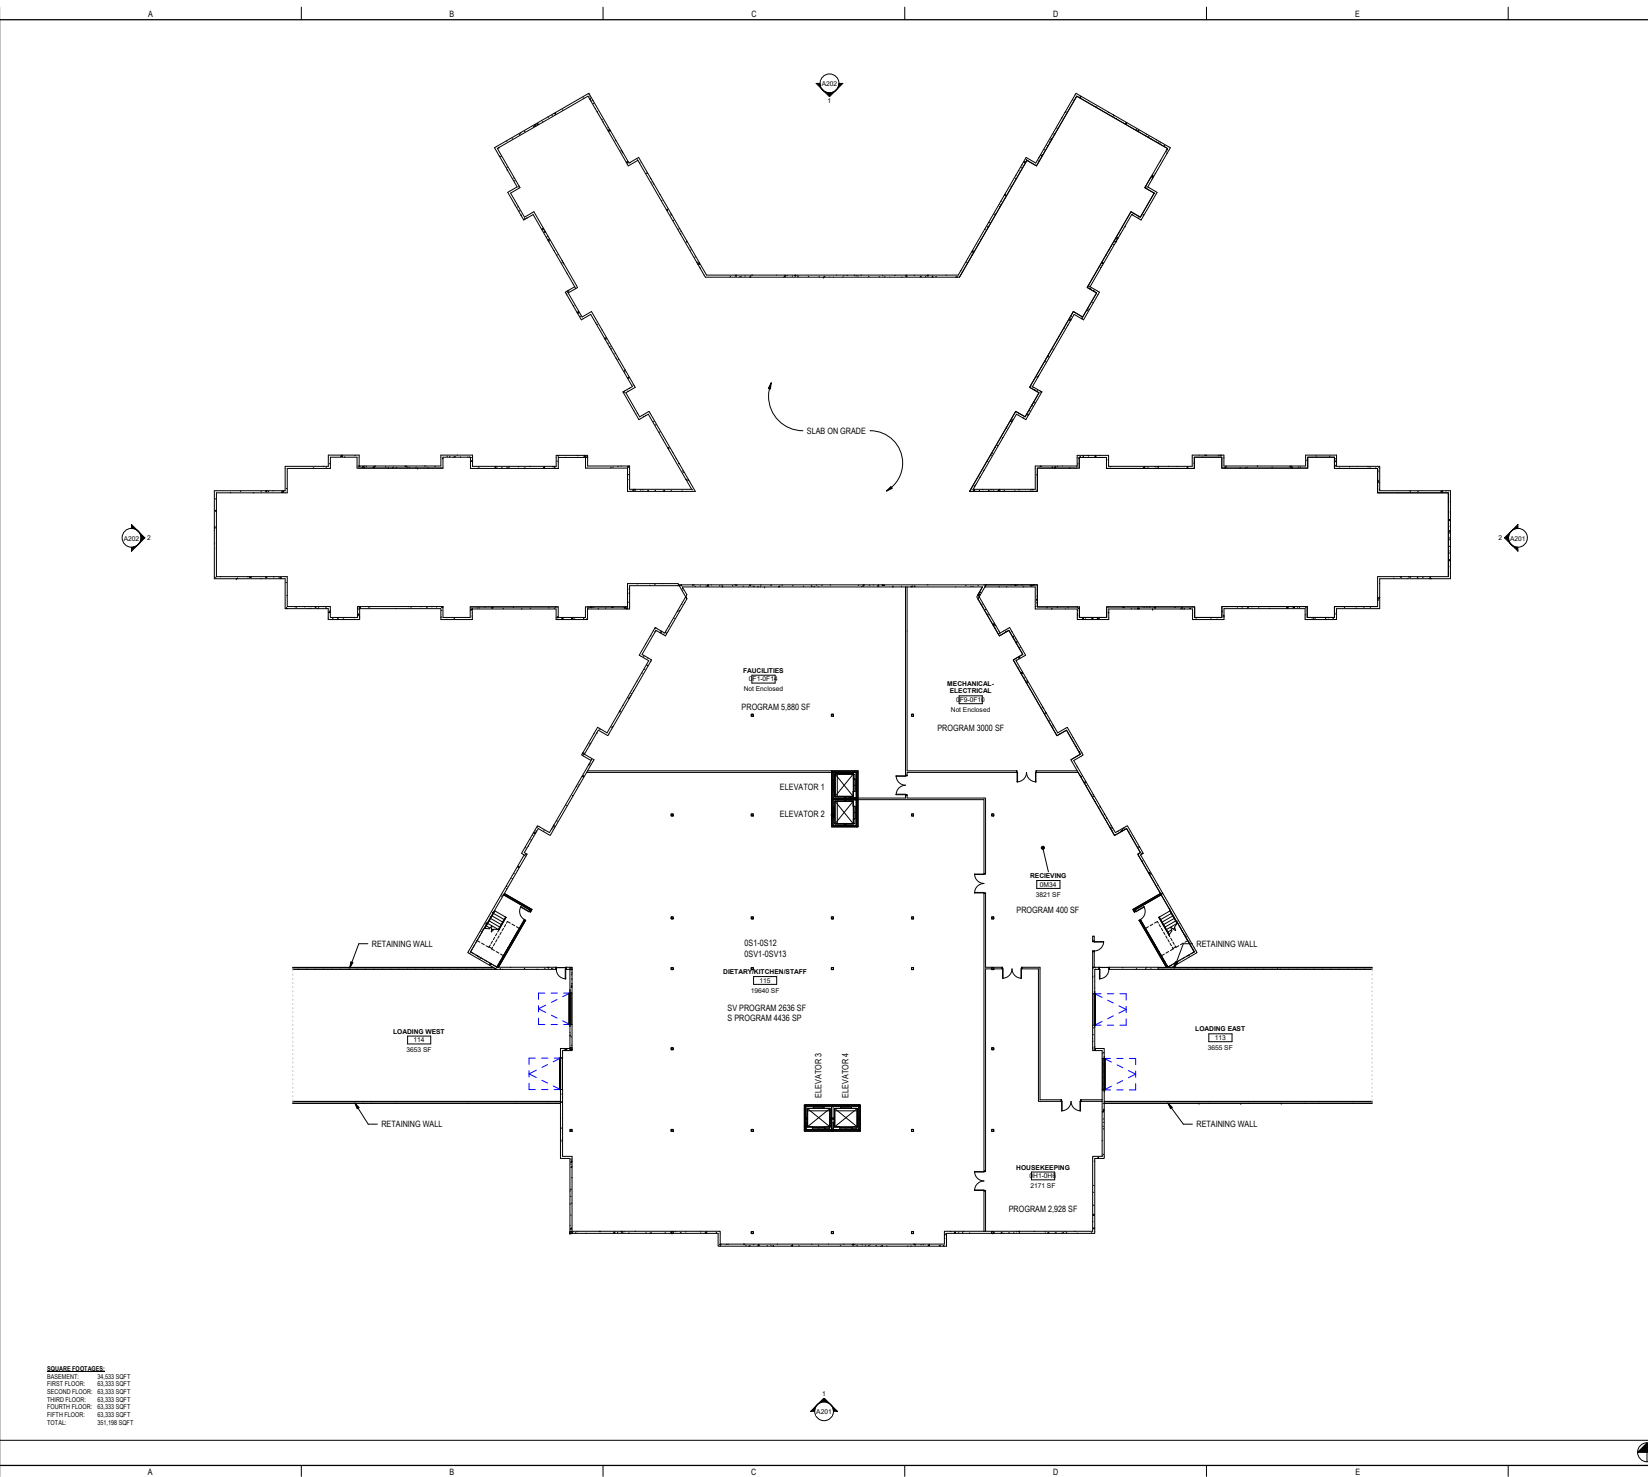 A B C D E
A202
1
SLAB ON GRADE
A202 2
2 A201
FAUCILITIES
0F1-0F14
Not Enclosed
PROGRAM 5,880 SF
MECHANICAL-
ELECTRICAL
0F9-0F10
Not Enclosed
PROGRAM 3000 SF
ELEVATOR 1
ELEVATOR 2
RECIEVING
0M34
3821 SF
PROGRAM 400 SF
RETAINING WALL
RETAINING WALL
0S1-0S12
0SV1-0SV13
DIETARY/KITCHEN/STAFF
115
19640 SF
SV PROGRAM 2636 SF
S PROGRAM 4436 SP
LOADING WEST
114
3653 SF
LOADING EAST
113
3655 SF
ELEVATOR 3
ELEVATOR 4
RETAINING WALL
RETAINING WALL
HOUSEKEEPING
2171 SF
PROGRAM 2,928 SF
SQUARE FOOTAGES:
BASEMENT: 34,533 SQFT
FIRST FLOOR: 63,333 SQFT
SECOND FLOOR: 63,333 SQFT
THIRD FLOOR: 63,333 SQFT
FOURTH FLOOR: 63,333 SQFT
FIFTH FLOOR: 63,333 SQFT
TOTAL: 351,198 SQFT
1
A201
A B C D E